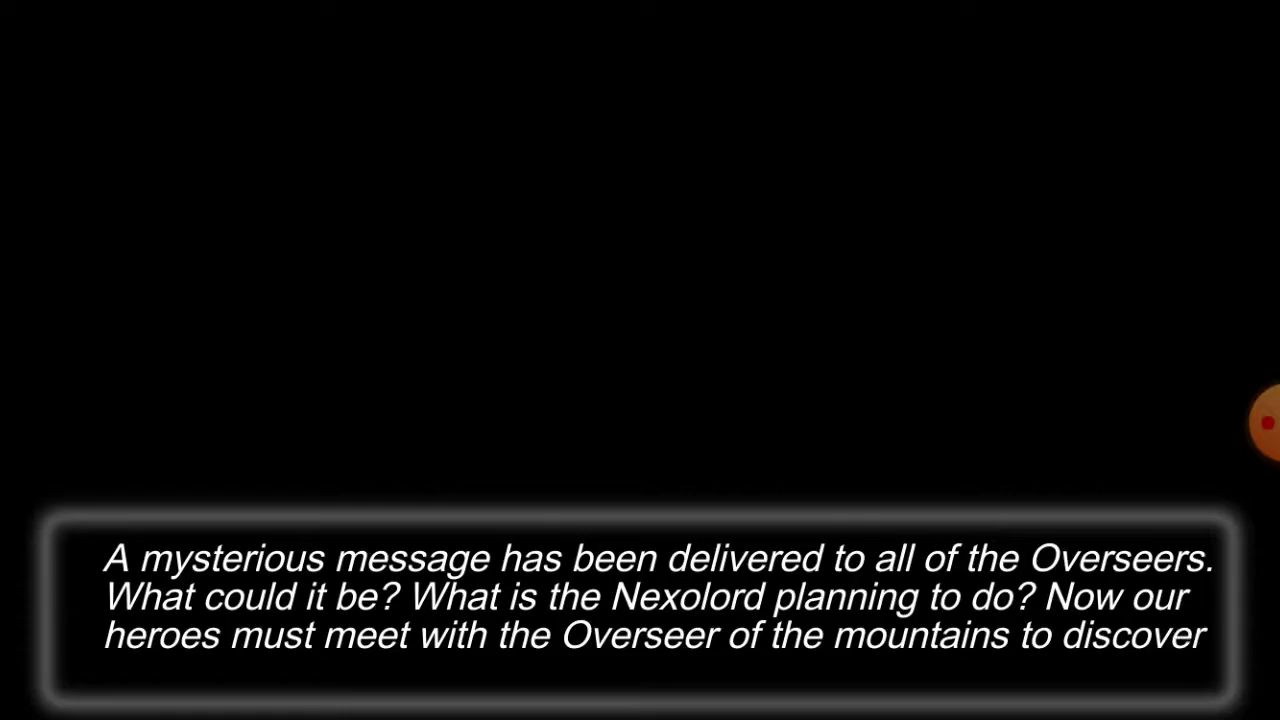 A mysterious message has been delivered to all of the Overseers.
What could it be? What is the Nexolord planning to do? Now our
heroes must meet with the Overseer of the mountains to discover